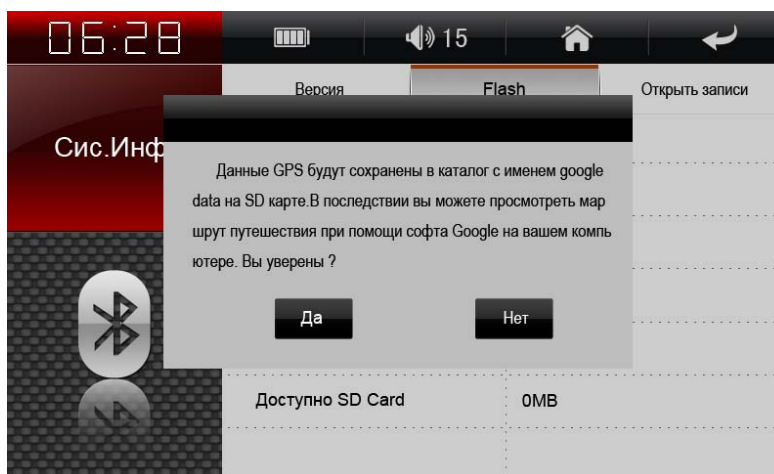 06:28
15
Версия
Flash
Открыть записи
Сис.Инф
Данные GPS будут сохранены в каталог с именем google
data на SD карте.В последствии вы можете просмотреть мар
шрут путешествия при помощи софта Google на вашем компь
ютере. Вы уверены ?
Да
Нет
Доступно SD Card
0MB